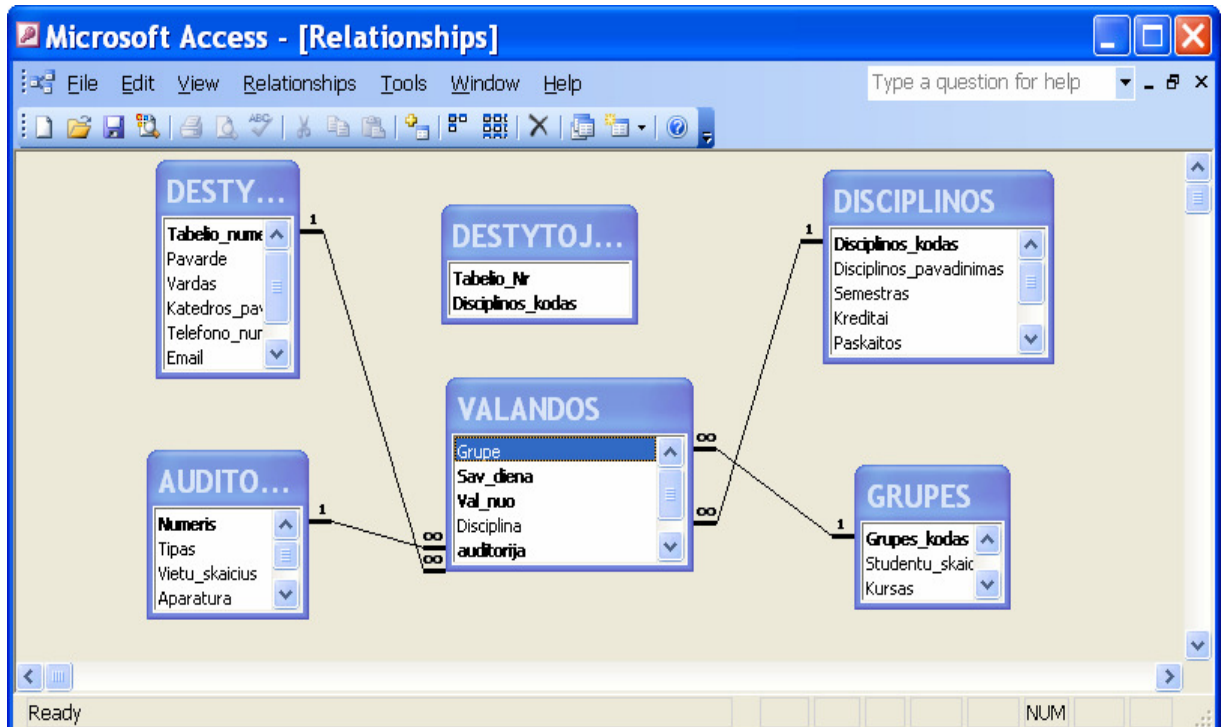 Microsoft Access - [Relationships]
File Edit View Relationships Tools Window Help
Type a question for help
DESTY...
Tabelio_nume
Pavarde
Vardas
Katedros_pav
Telefono_nur
Email
DESTYTOJ...
Tabelio_Nr
Disciplinos_kodas
DISCIPLINOS
Disciplinos_kodas
Disciplinos_pavadinimas
Semestras
Kreditai
Paskaitos
AUDITO...
Numeris
Tipas
Vietu_skaicius
Aparatura
VALANDOS
Grupe
Sav_diena
Val_nuo
Disciplina
auditorija
GRUPES
Grupes_kodas
Studentu_skaic
Kursas
1
1
1
1
∞
∞
∞
∞
Ready
NUM